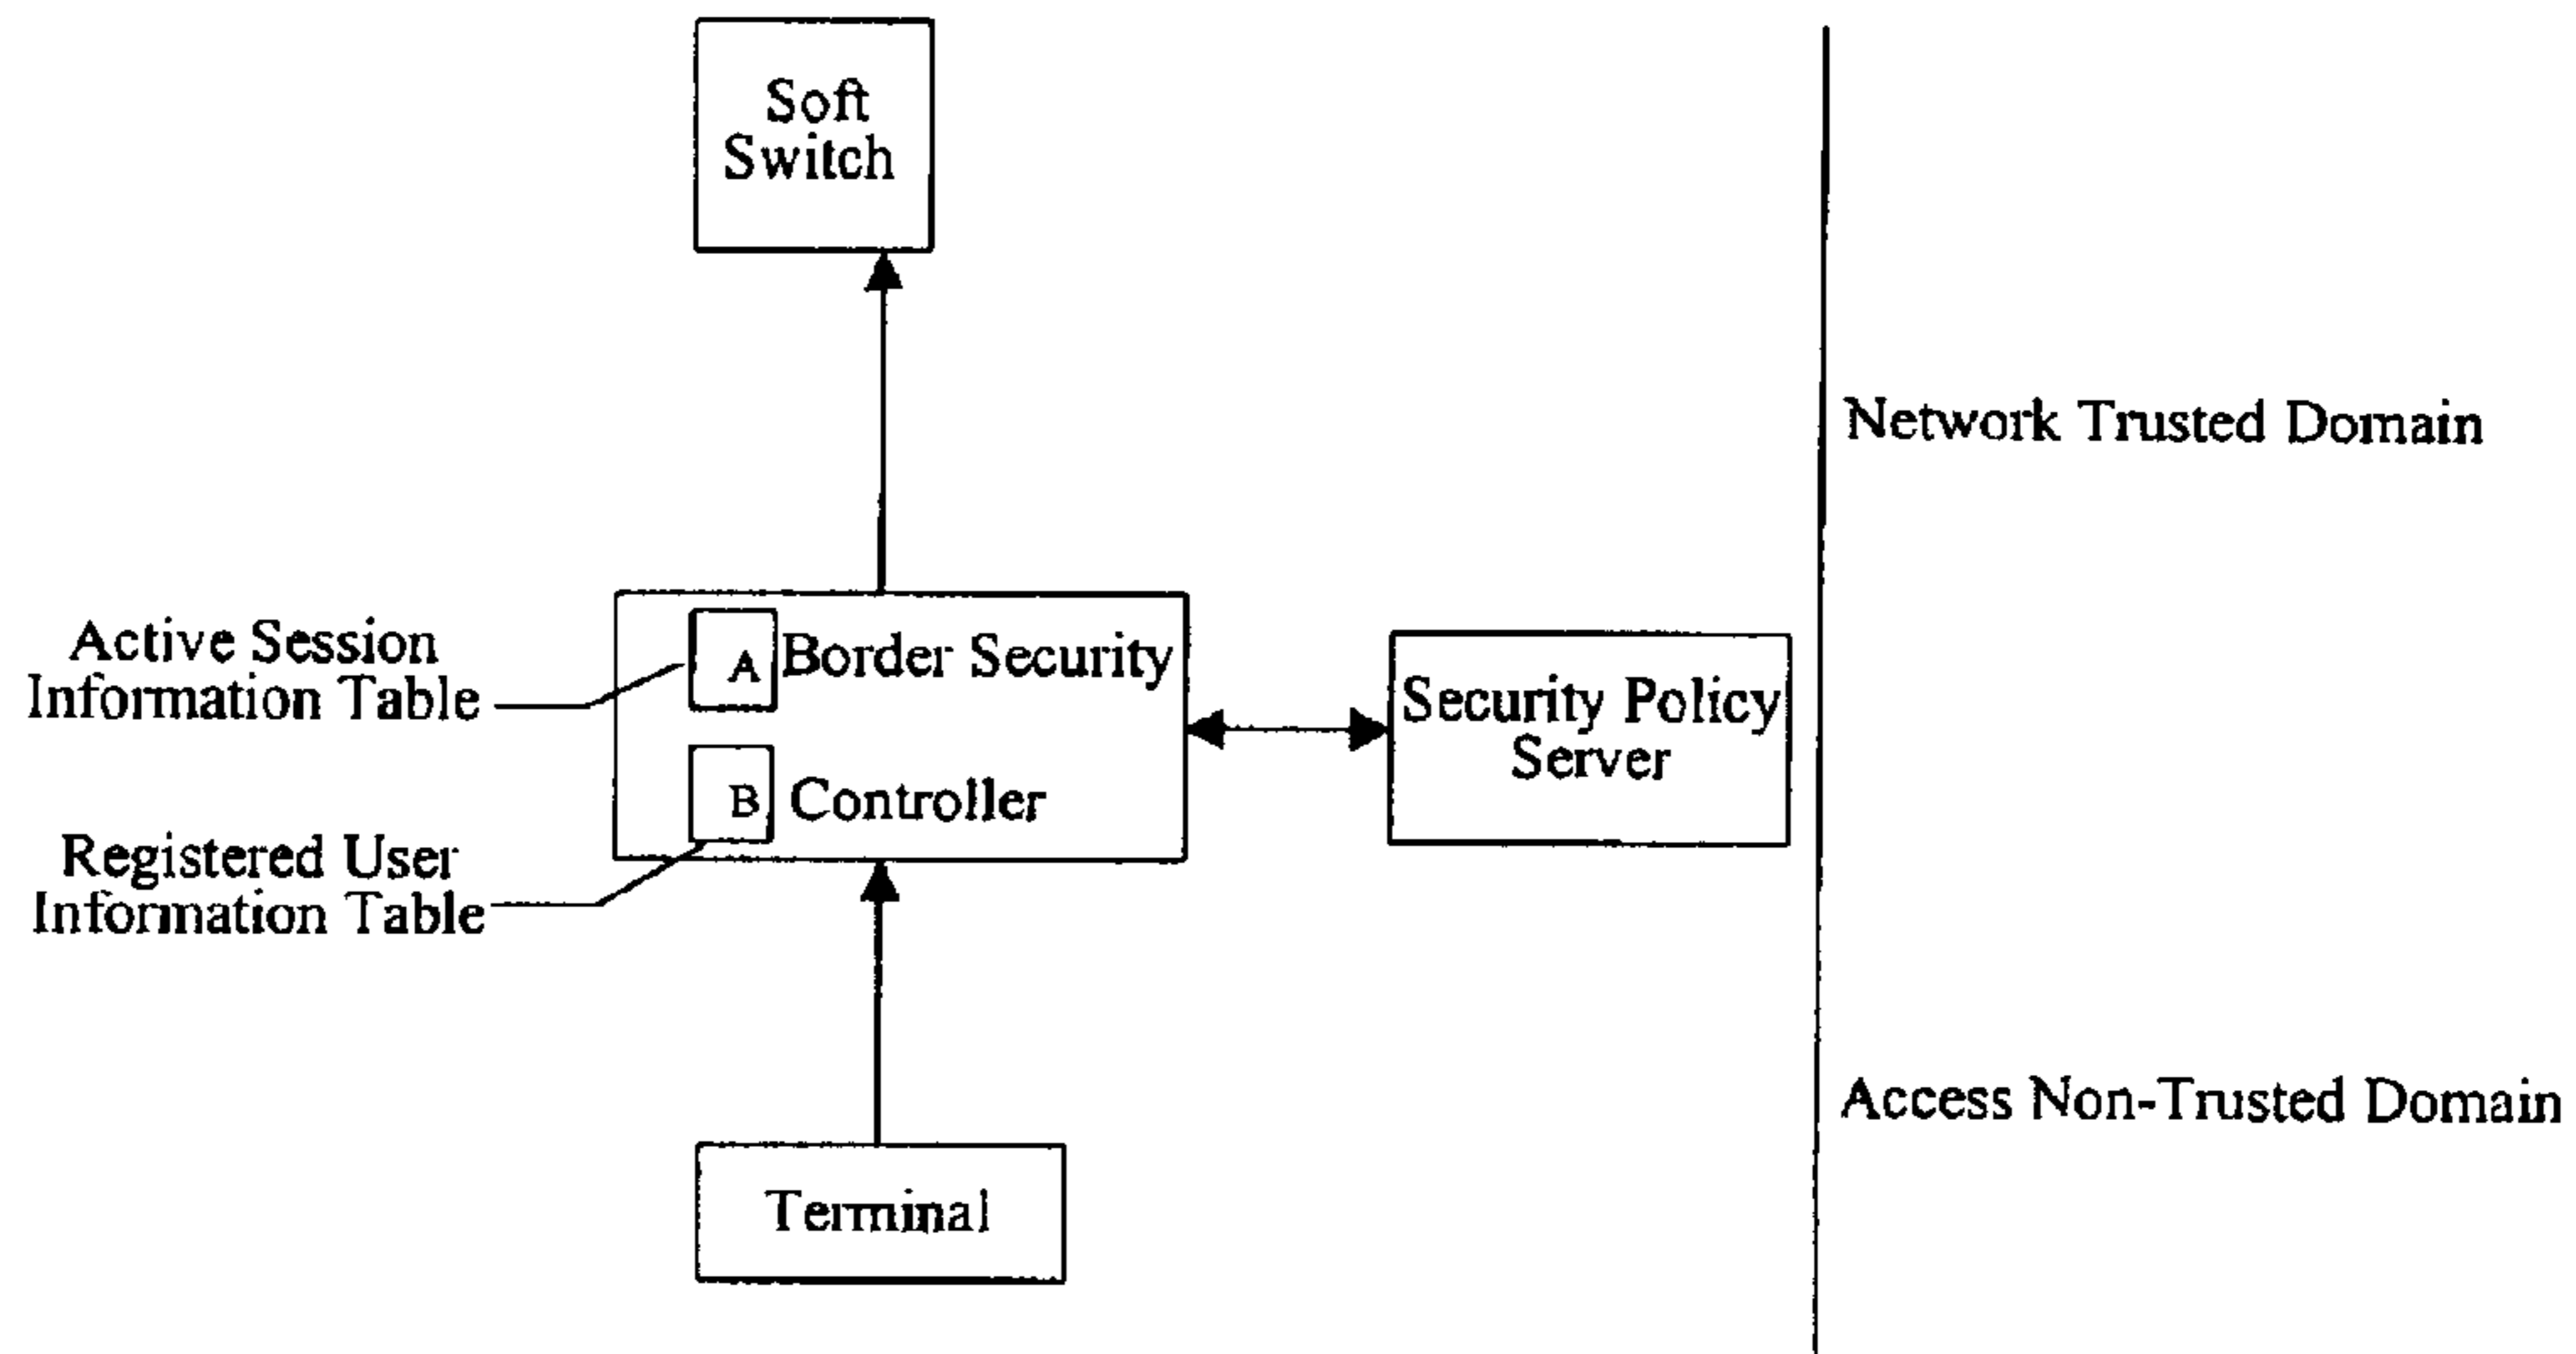 Soft
Switch
Network Trusted Domain
Active Session
Information Table
A
Border Security
Security Policy
Server
B
Controller
Registered User
Information Table
Access Non-Trusted Domain
Terminal